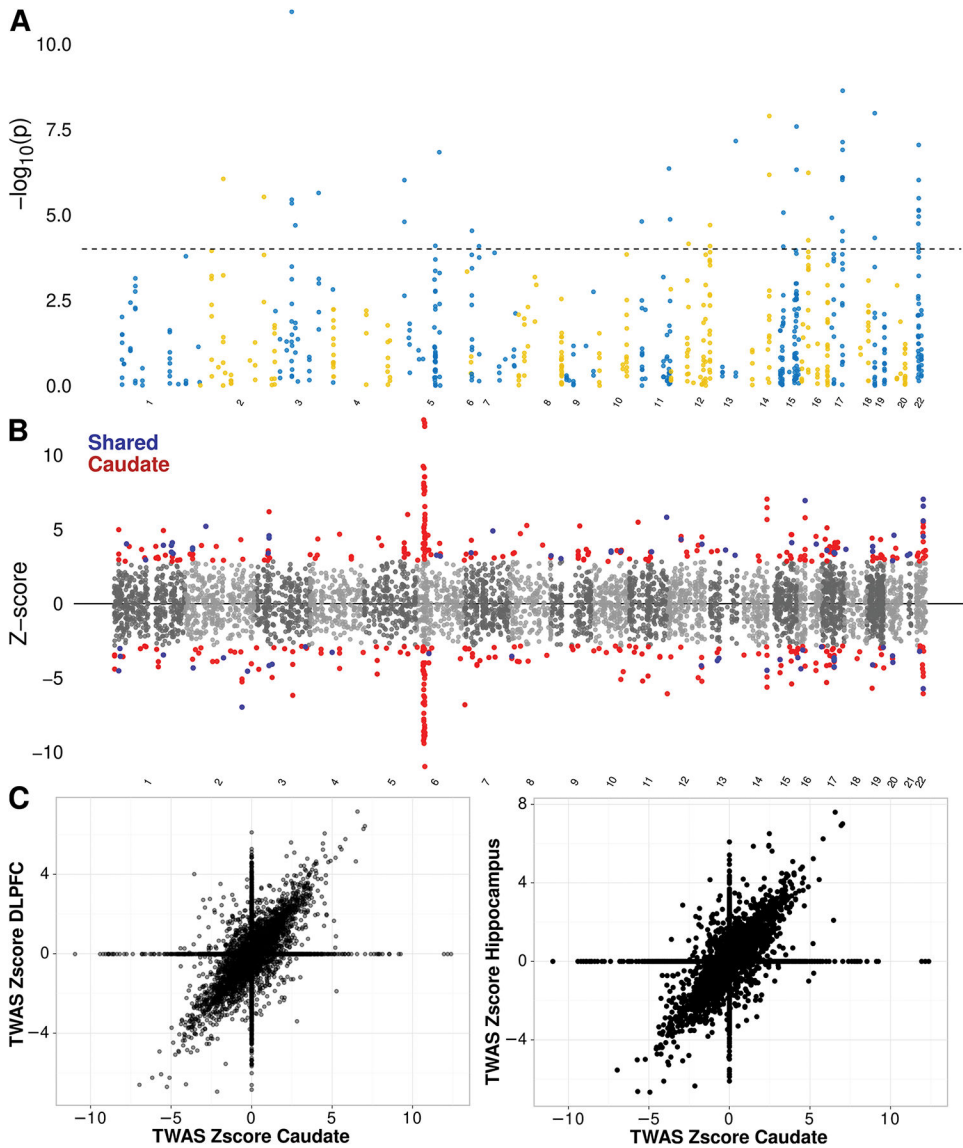 A
−log10(p)
10.0
7.5
5.0
2.5
0.0
1 2 3 4 5 6 7 8 9 10 11 12 13 14 15 16 17 18 19 20 22
B
Shared
Caudate
Z−score
10
5
0
−5
−10
1 2 3 4 5 6 7 8 9 10 11 12 13 14 15 16 17 18 19 20 21 22
C
TWAS Zscore DLPFC
4
0
−4
−10 −5 0 5 10
TWAS Zscore Caudate
TWAS Zscore Hippocampus
8
4
0
−4
−10 −5 0 5 10
TWAS Zscore Caudate